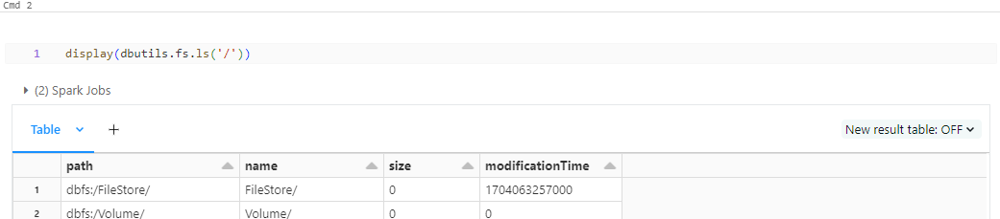 Cmd 2
1 display(dbutils.fs.ls('/'))
(2) Spark Jobs
Table +
New result table: OFF
path name size modificationTime
1 dbfs:/FileStore/ FileStore/ 0 1704063257000
2 dbfs:/Volume/ Volume/ 0 0